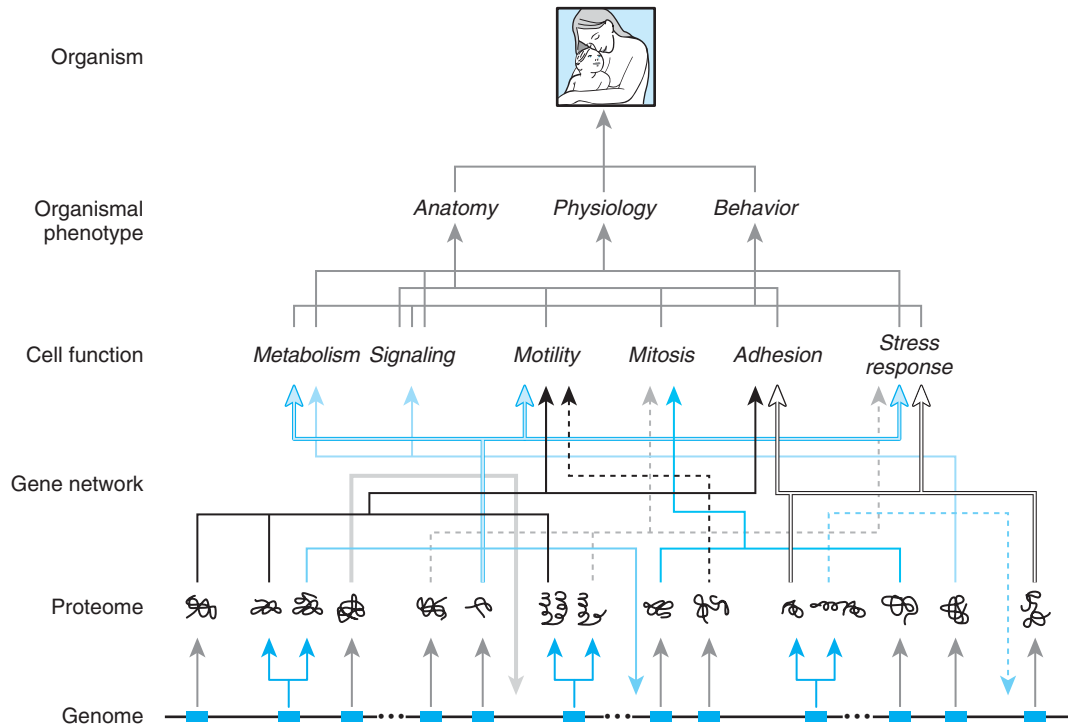 Organism
Organismal
phenotype
Anatomy Physiology Behavior
Cell function
Metabolism Signaling Motility Mitosis Adhesion Stress
response
Gene network
Proteome
Genome